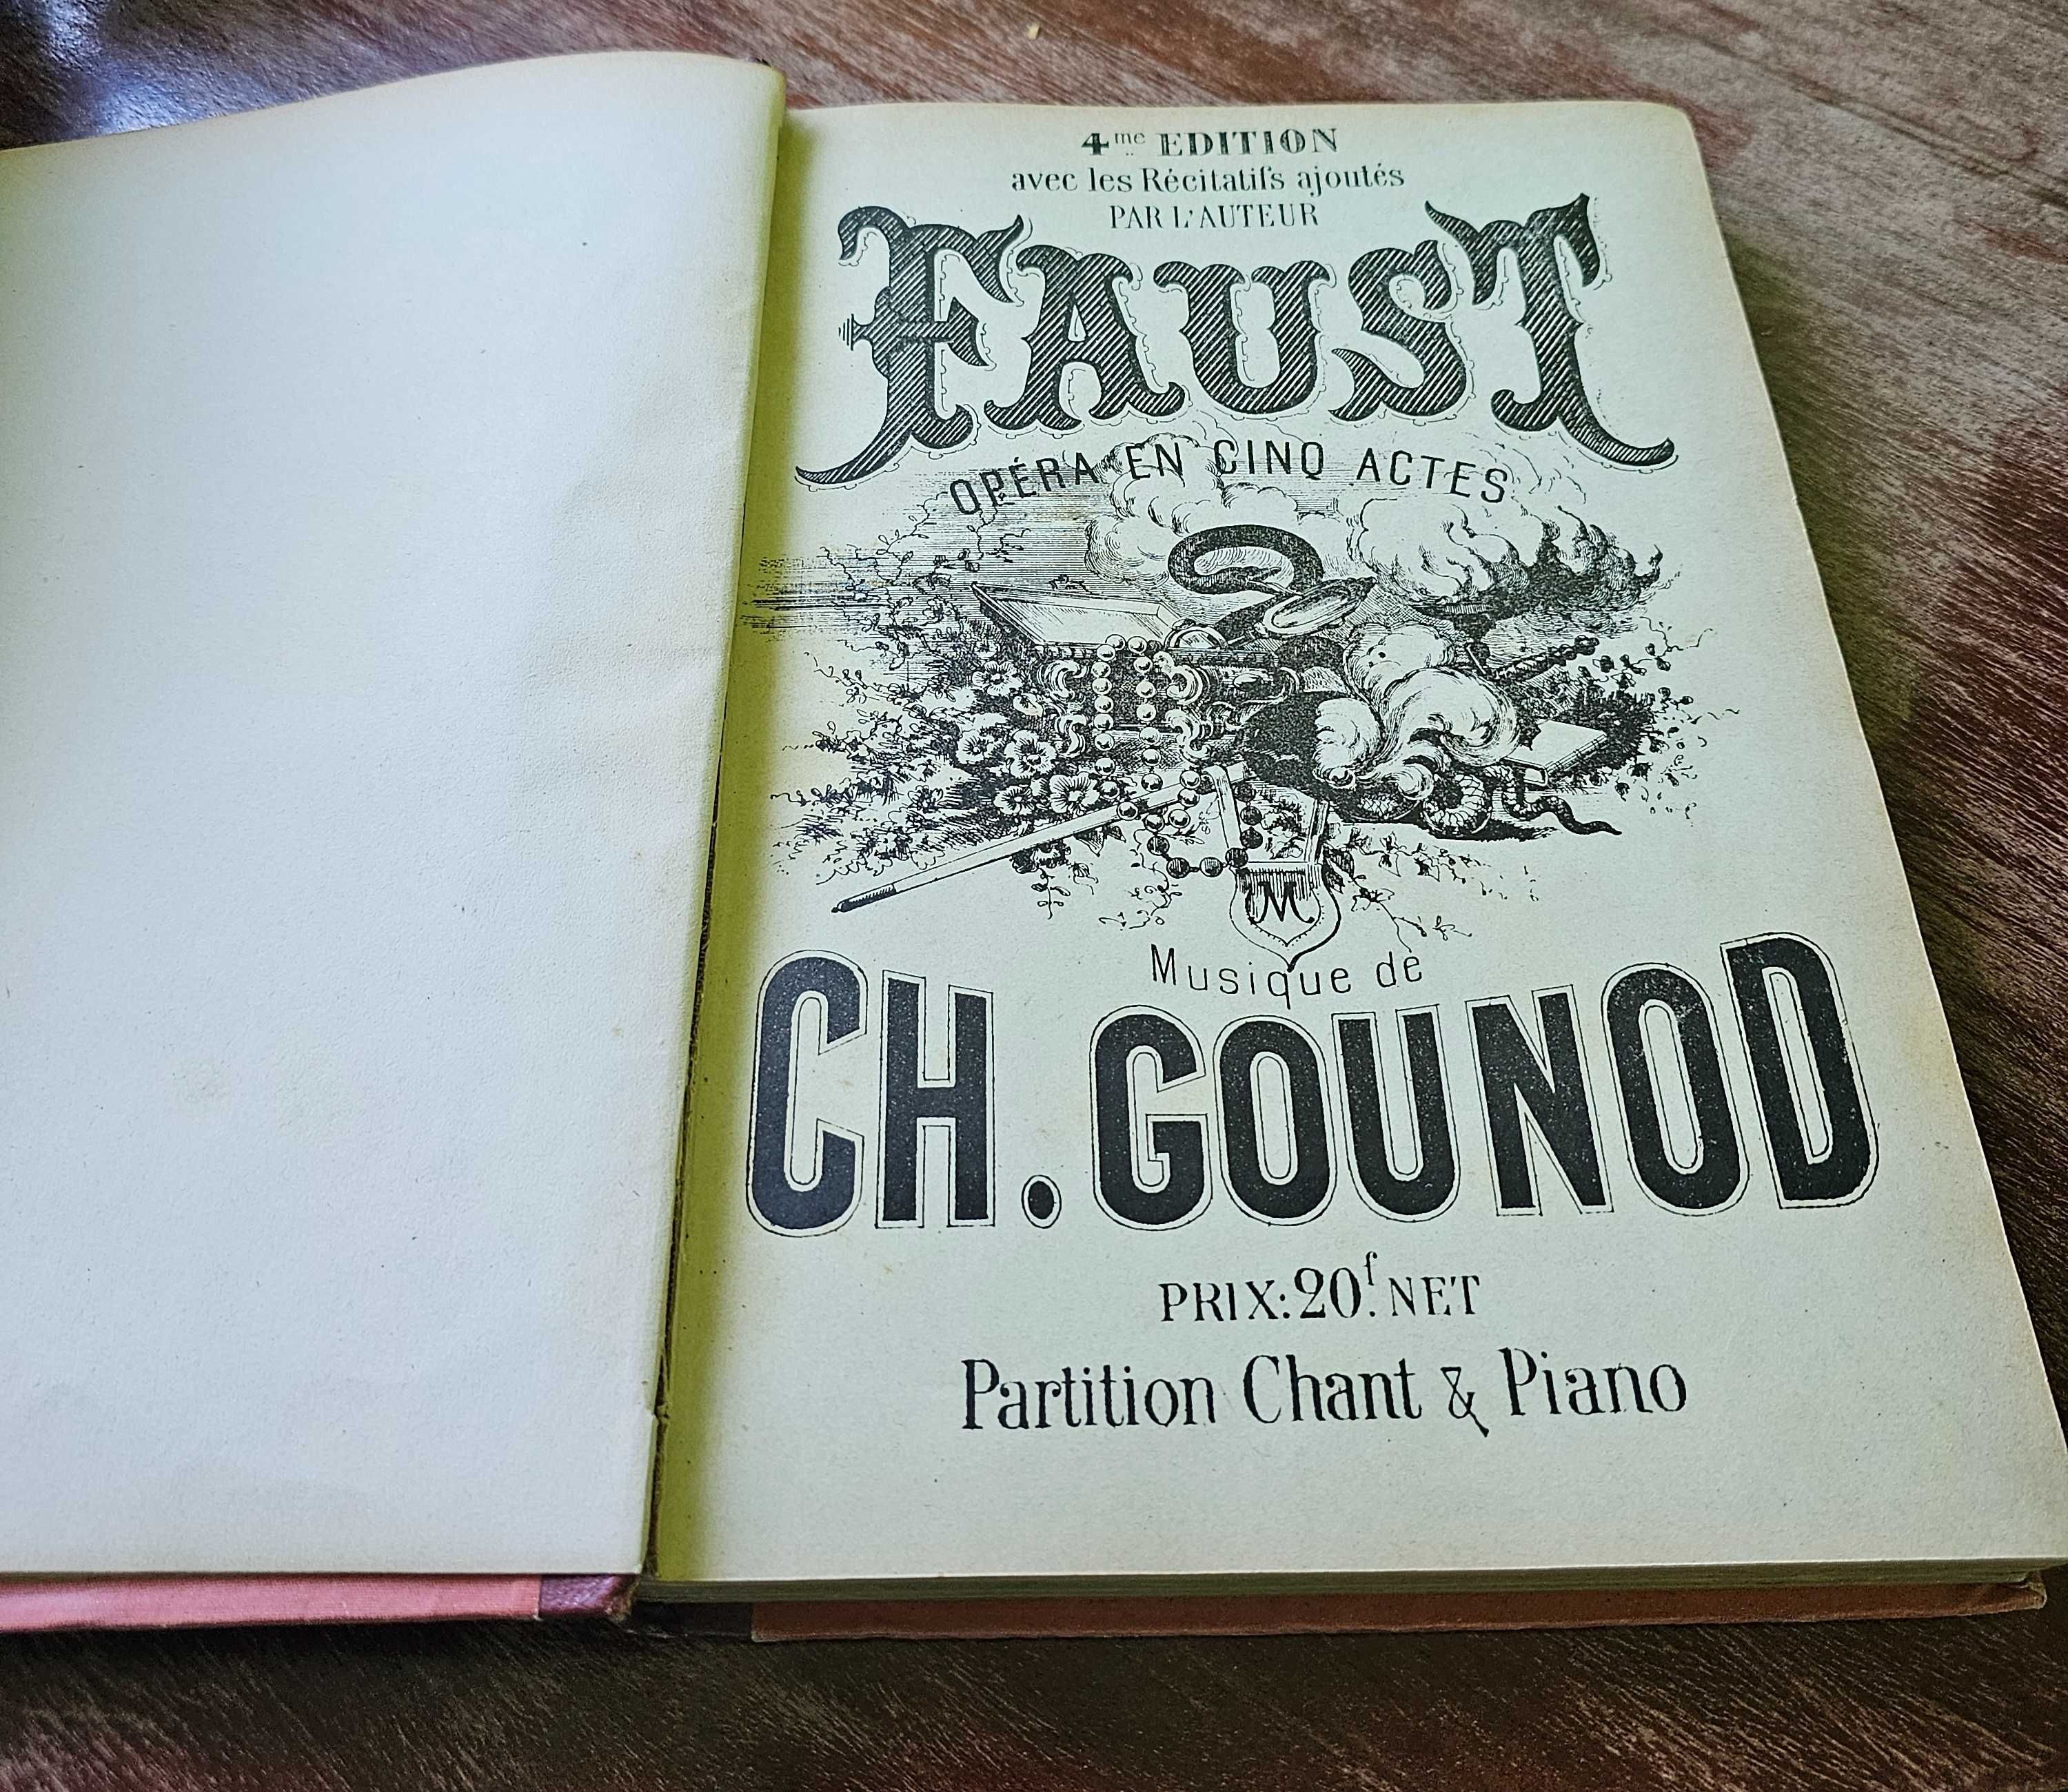 4me EDITION
avec les Récitatifs ajoutés
PAR L'AUTEUR
FAUST
OPÉRA EN CINQ ACTES
M
Musique de
CH. GOUNOD
PRIX: 20f. NET
Partition Chant & Piano